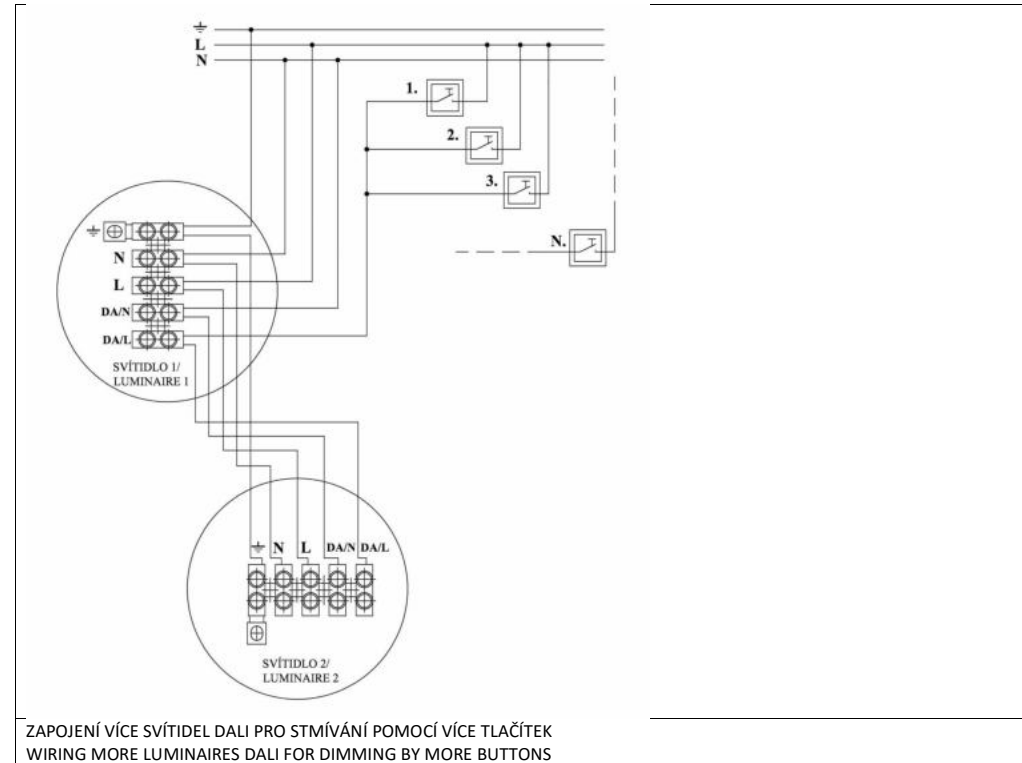 L
N
1.
2.
3.
N.
N
L
DA/N
DA/L
SVÍTIDLO 1/
LUMINAIRE 1
N L DA/N DA/L
SVÍTIDLO 2/
LUMINAIRE 2
ZAPOJENÍ VÍCE SVÍTIDEL DALI PRO STMÍVÁNÍ POMOCÍ VÍCE TLAČÍTEK
WIRING MORE LUMINAIRES DALI FOR DIMMING BY MORE BUTTONS